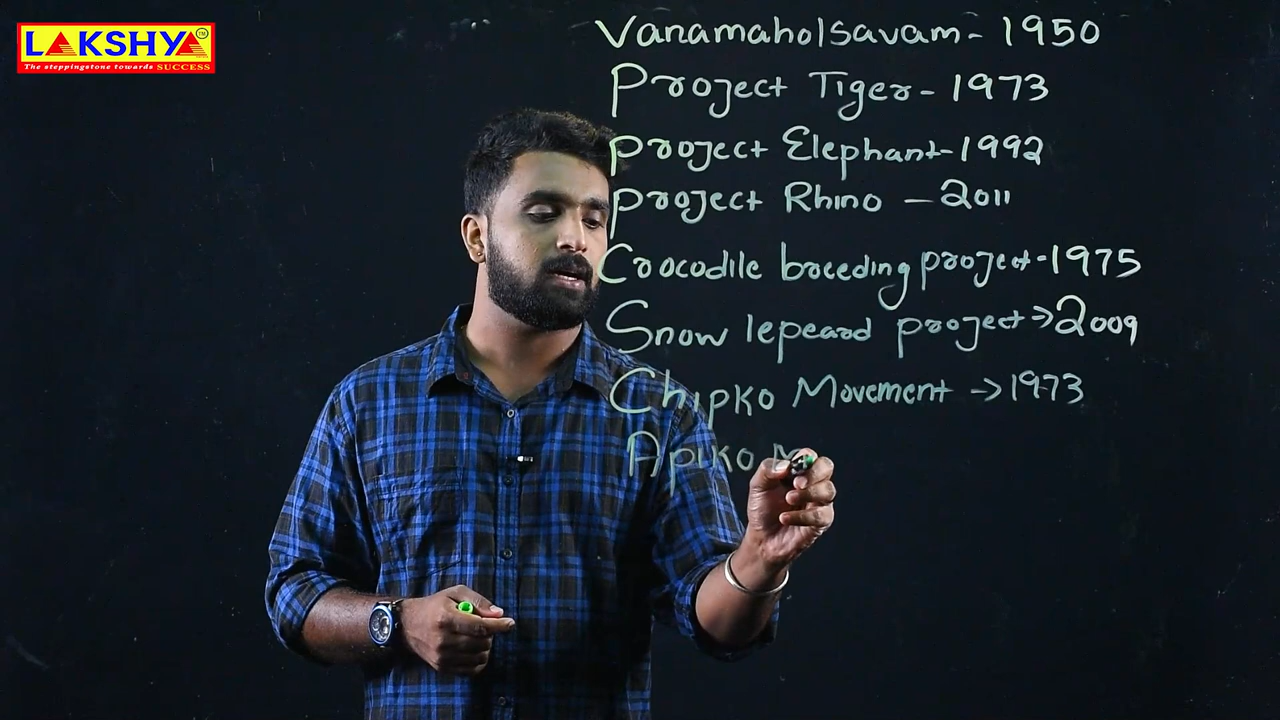 LAKSHYA TM
The steppingstone towards SUCCESS
Vanamaholsavam - 1950
Project Tiger - 1973
Project Elephant - 1992
Project Rhino - 2011
Crocodile breeding project - 1975
Snow lepeard project → 2009
Chipko Movement → 1973
Apiko M